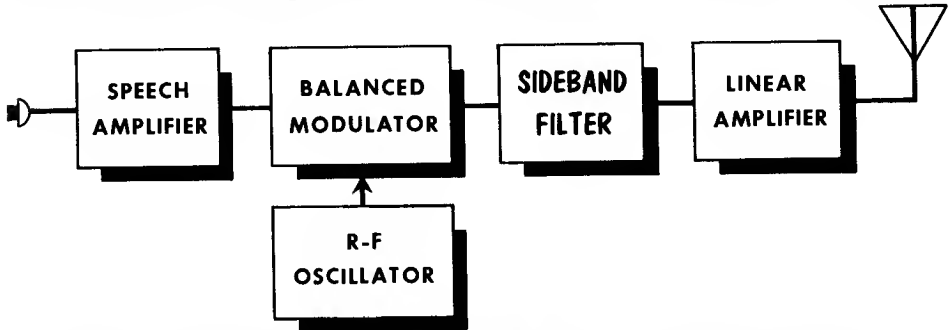 SPEECH
AMPLIFIER
BALANCED
MODULATOR
SIDEBAND
FILTER
LINEAR
AMPLIFIER
R-F
OSCILLATOR